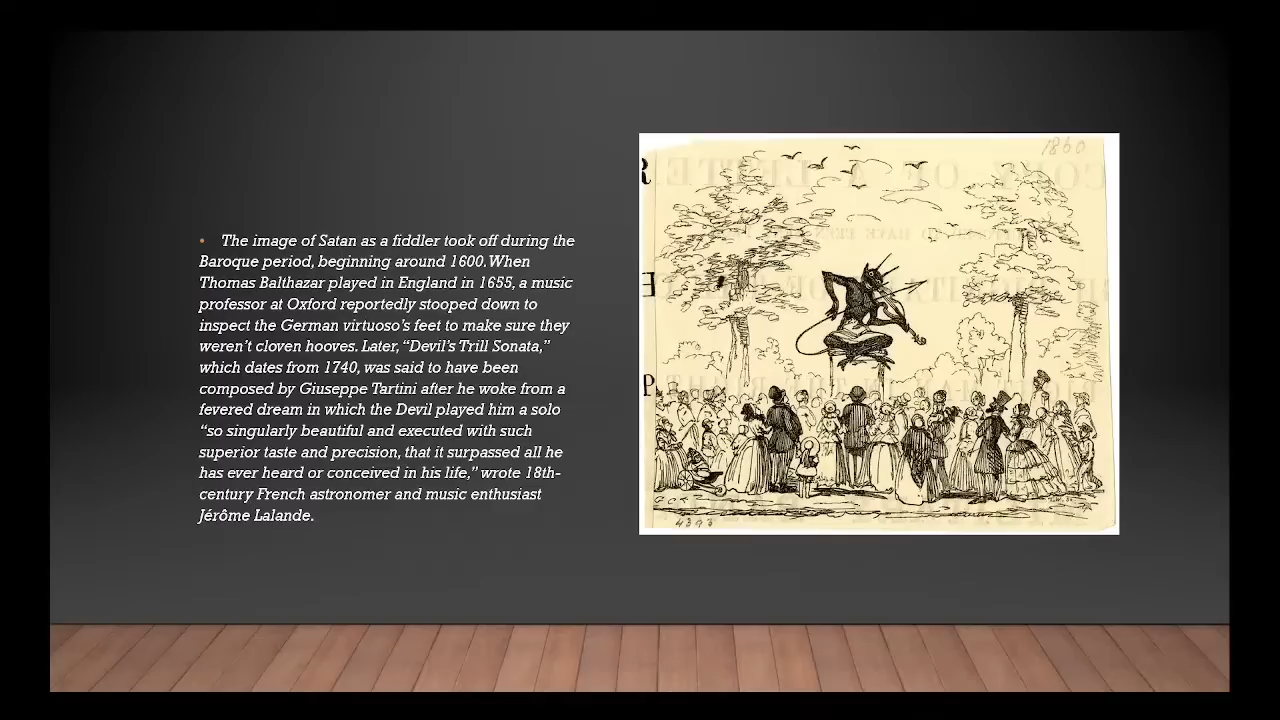 • The image of Satan as a fiddler took off during the
Baroque period, beginning around 1600. When
Thomas Balthazar played in England in 1655, a music
professor at Oxford reportedly stooped down to
inspect the German virtuoso's feet to make sure they
weren't cloven hooves. Later, “Devil's Trill Sonata,”
which dates from 1740, was said to have been
composed by Giuseppe Tartini after he woke from a
fevered dream in which the Devil played him a solo
“so singularly beautiful and executed with such
superior taste and precision, that it surpassed all he
has ever heard or conceived in his life,” wrote 18th-
century French astronomer and music enthusiast
Jérôme Lalande.
1860
COPY OF A LETTER
4393